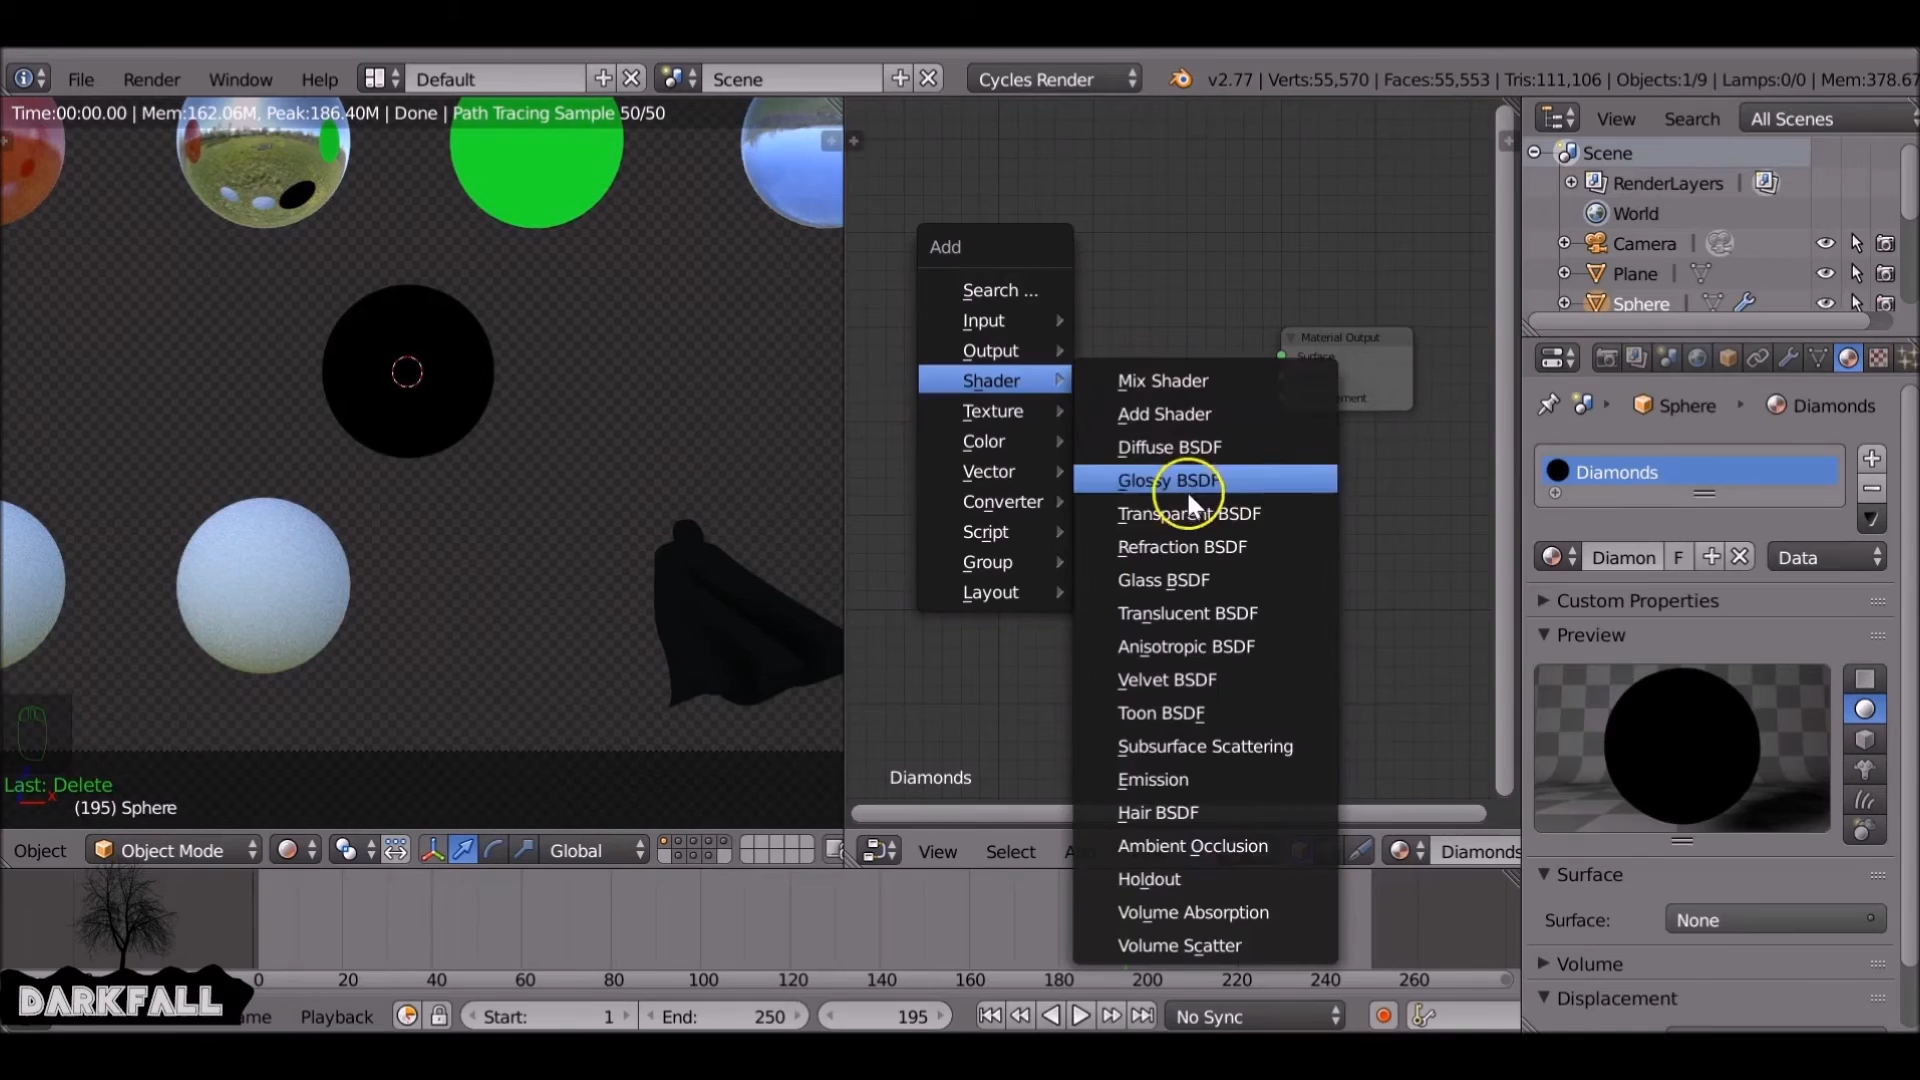 File Render Window Help Default Scene Cycles Render v2.77 | Verts:55,570 | Faces:55,553 | Tris:111,106 | Objects:1/9 | Lamps:0/0 | Mem:378.67
Time:00:00.00 | Mem:162.06M, Peak:186.40M | Done | Path Tracing Sample 50/50
View Search All Scenes
Scene
RenderLayers
World
Camera
Plane
Sphere
Add
Search ...
Input
Output
Shader
Texture
Color
Vector
Converter
Script
Group
Layout
Material Output
Surface
Mix Shader
Add Shader
Diffuse BSDF
Glossy BSDF
Transparent BSDF
Refraction BSDF
Glass BSDF
Translucent BSDF
Anisotropic BSDF
Velvet BSDF
Toon BSDF
Subsurface Scattering
Emission
Hair BSDF
Ambient Occlusion
Holdout
Volume Absorption
Volume Scatter
Sphere Diamonds
Diamonds
Diamon F Data
Custom Properties
Preview
Surface
Surface: None
Volume
Displacement
Last: Delete
(195) Sphere
Diamonds
Object Object Mode Global
View Select Diamonds
0 20 40 60 80 100 120 140 160 180 200 220 240 260
DARKFALL
Playback Start: 1 End: 250 195 No Sync